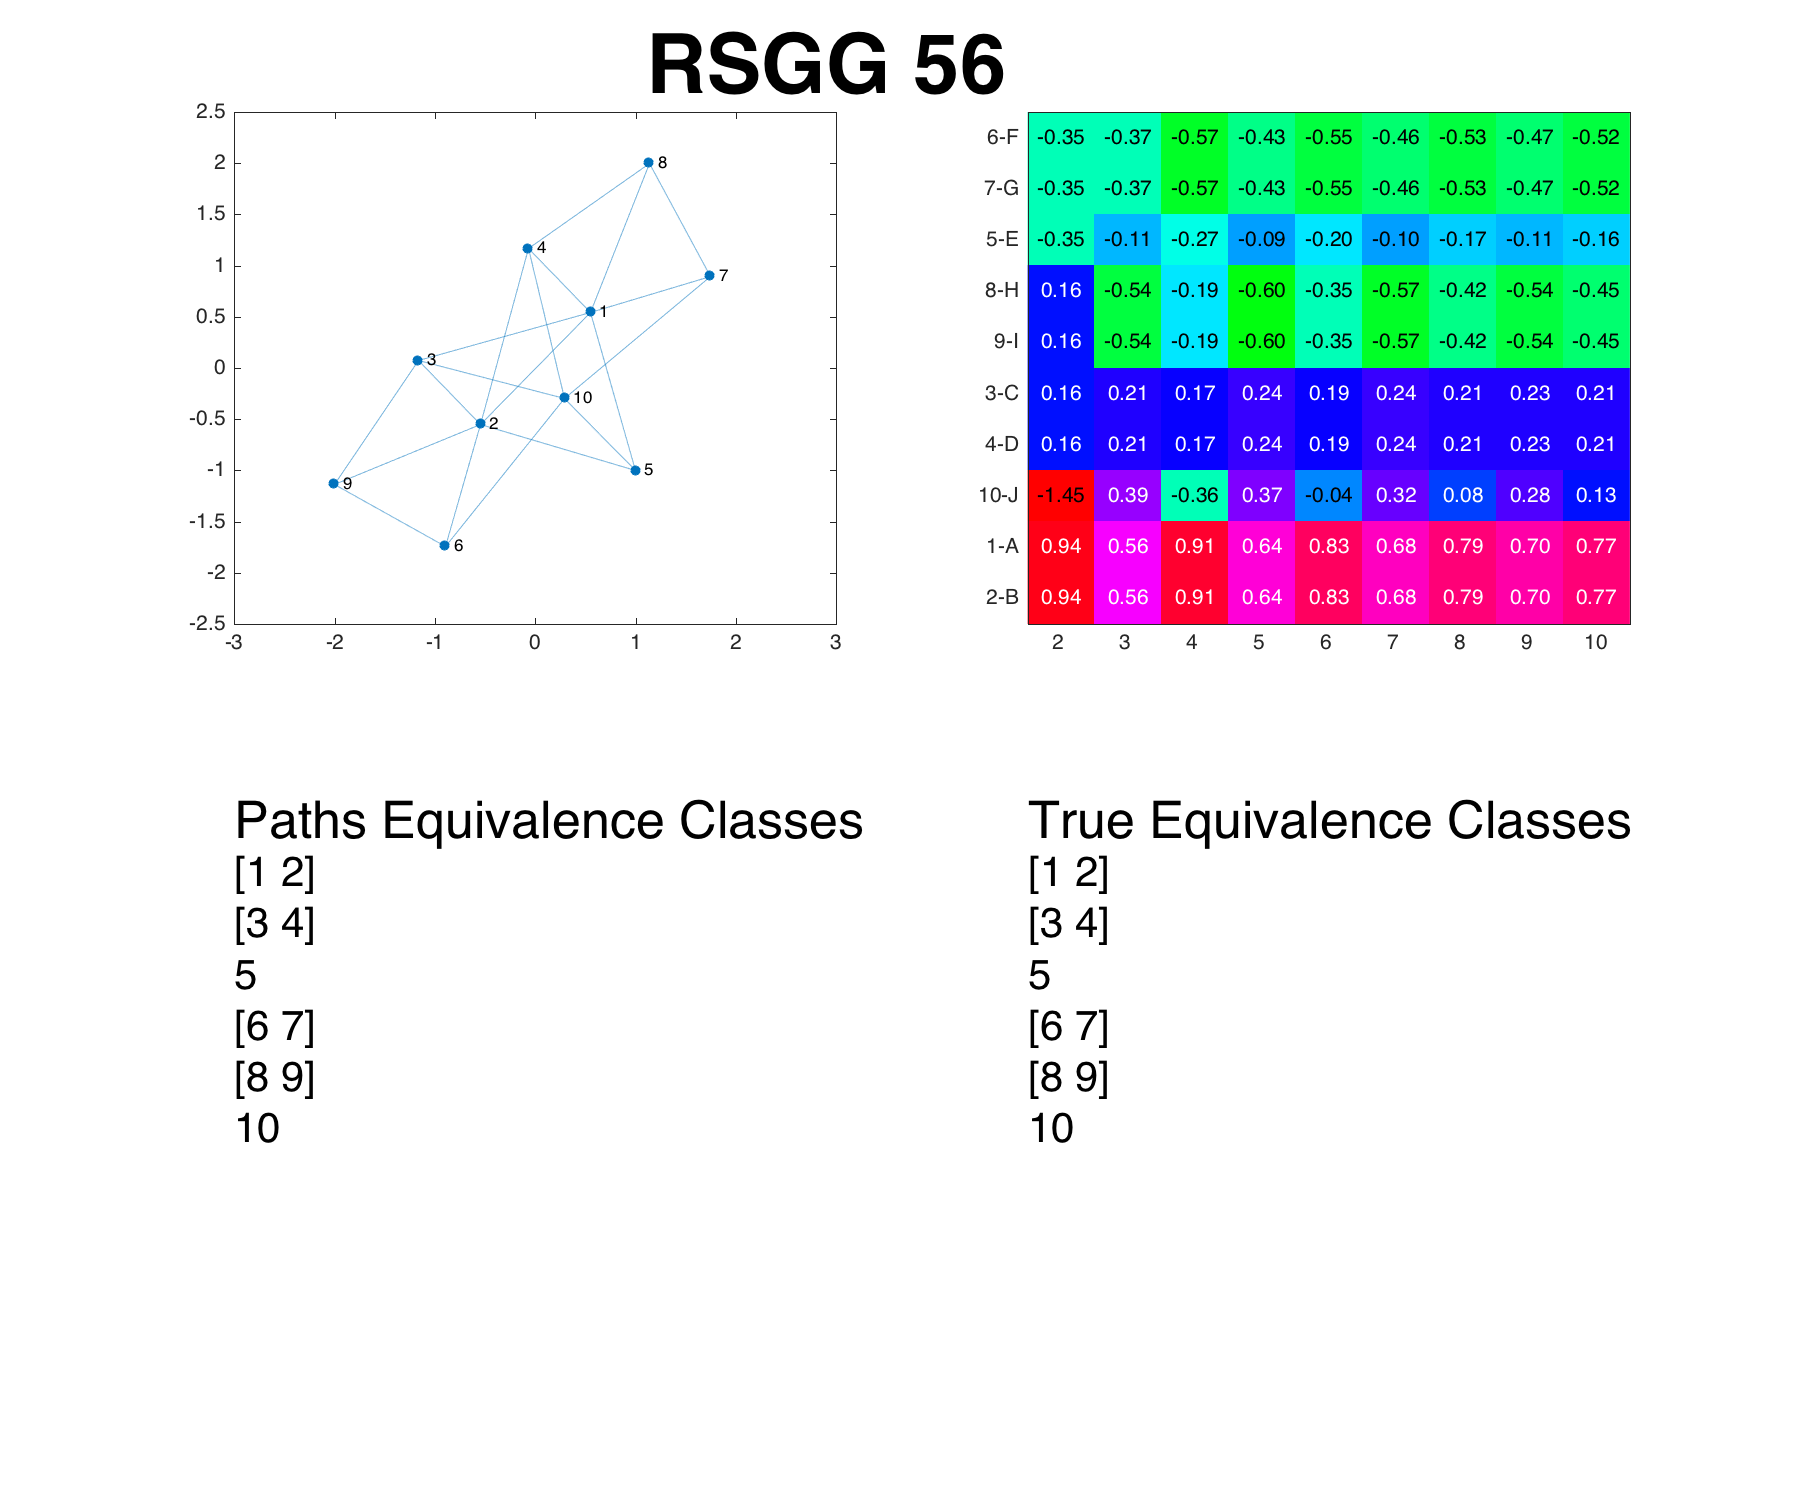 RSGG 56
2.5
2
1.5
1
0.5
0
-0.5
-1
-1.5
-2
-2.5
-3 -2 -1 0 1 2 3
8
4
7
1
3
10
2
5
9
6
6-F -0.35 -0.37 -0.57 -0.43 -0.55 -0.46 -0.53 -0.47 -0.52
7-G -0.35 -0.37 -0.57 -0.43 -0.55 -0.46 -0.53 -0.47 -0.52
5-E -0.35 -0.11 -0.27 -0.09 -0.20 -0.10 -0.17 -0.11 -0.16
8-H 0.16 -0.54 -0.19 -0.60 -0.35 -0.57 -0.42 -0.54 -0.45
9-I 0.16 -0.54 -0.19 -0.60 -0.35 -0.57 -0.42 -0.54 -0.45
3-C 0.16 0.21 0.17 0.24 0.19 0.24 0.21 0.23 0.21
4-D 0.16 0.21 0.17 0.24 0.19 0.24 0.21 0.23 0.21
10-J -1.45 0.39 -0.36 0.37 -0.04 0.32 0.08 0.28 0.13
1-A 0.94 0.56 0.91 0.64 0.83 0.68 0.79 0.70 0.77
2-B 0.94 0.56 0.91 0.64 0.83 0.68 0.79 0.70 0.77
2 3 4 5 6 7 8 9 10
Paths Equivalence Classes
[1 2]
[3 4]
5
[6 7]
[8 9]
10
True Equivalence Classes
[1 2]
[3 4]
5
[6 7]
[8 9]
10